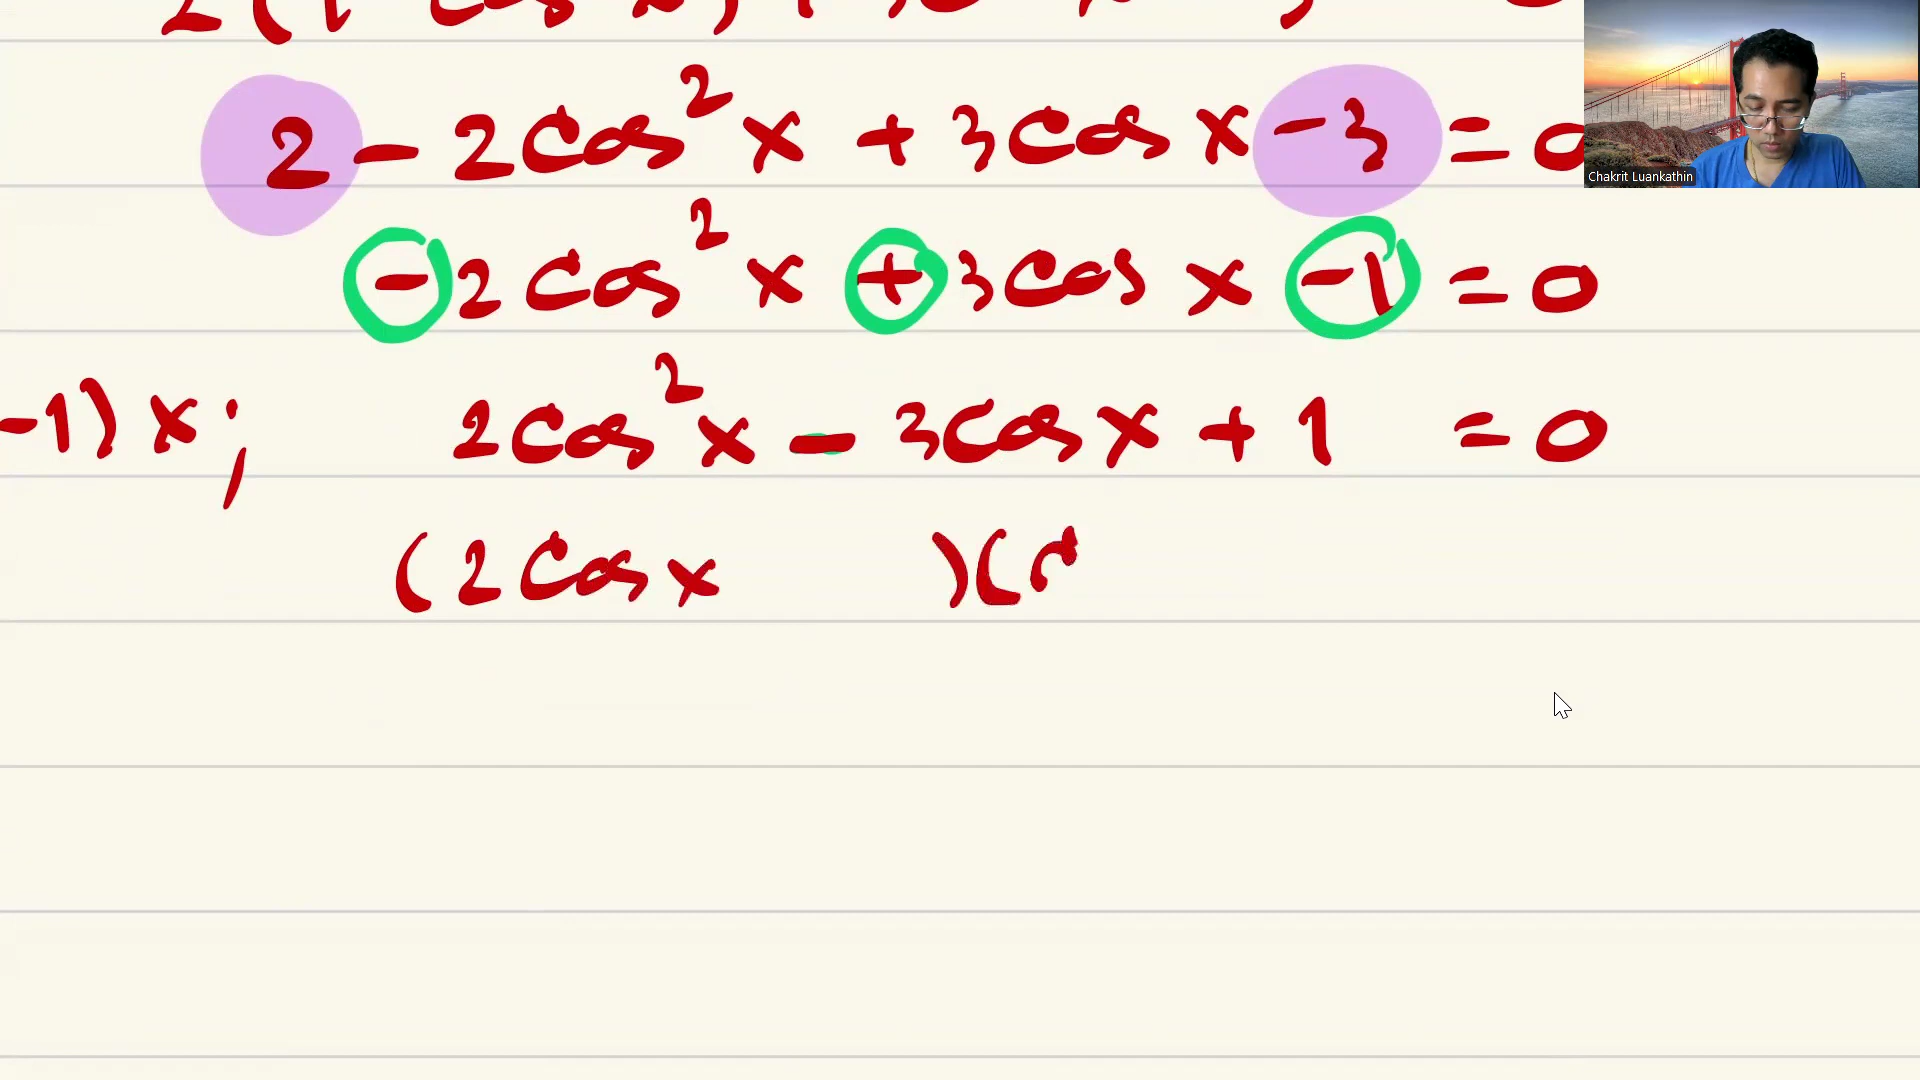 2 - 2cos²x + 3cos x - 3 = 0
Chakrit Luankathin
- 2cos²x + 3cos x - 1 = 0
-1) x; 2cos²x - 3cos x + 1 = 0
(2cos x )(c